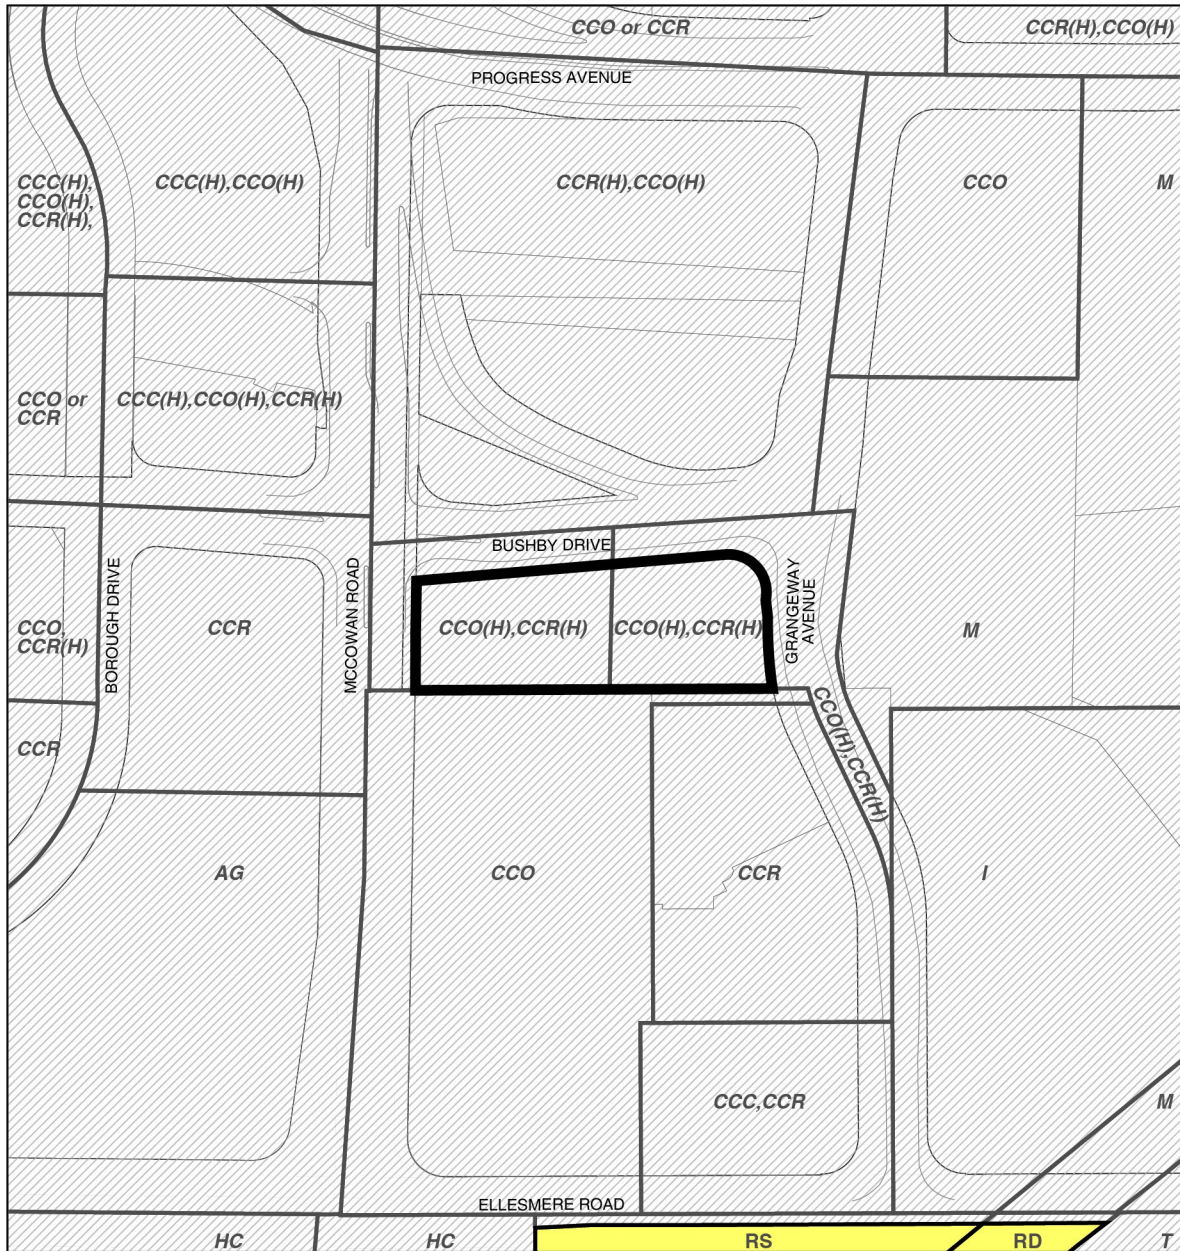 CCO or CCR
CCR(H),CCO(H)
PROGRESS AVENUE
CCC(H),
CCO(H),
CCR(H),
CCC(H),CCO(H)
CCR(H),CCO(H)
CCO
M
CCO or
CCR
CCC(H),CCO(H),CCR(H)
BUSHBY DRIVE
BOROUGH DRIVE
MCCOWAN ROAD
GRANGEWAY
AVENUE
CCO,
CCR(H)
CCR
CCO(H),CCR(H)
CCO(H),CCR(H)
M
CCR
CCO(H),CCR(H)
AG
CCO
CCR
I
CCC,CCR
M
ELLESMERE ROAD
HC
HC
RS
RD
T